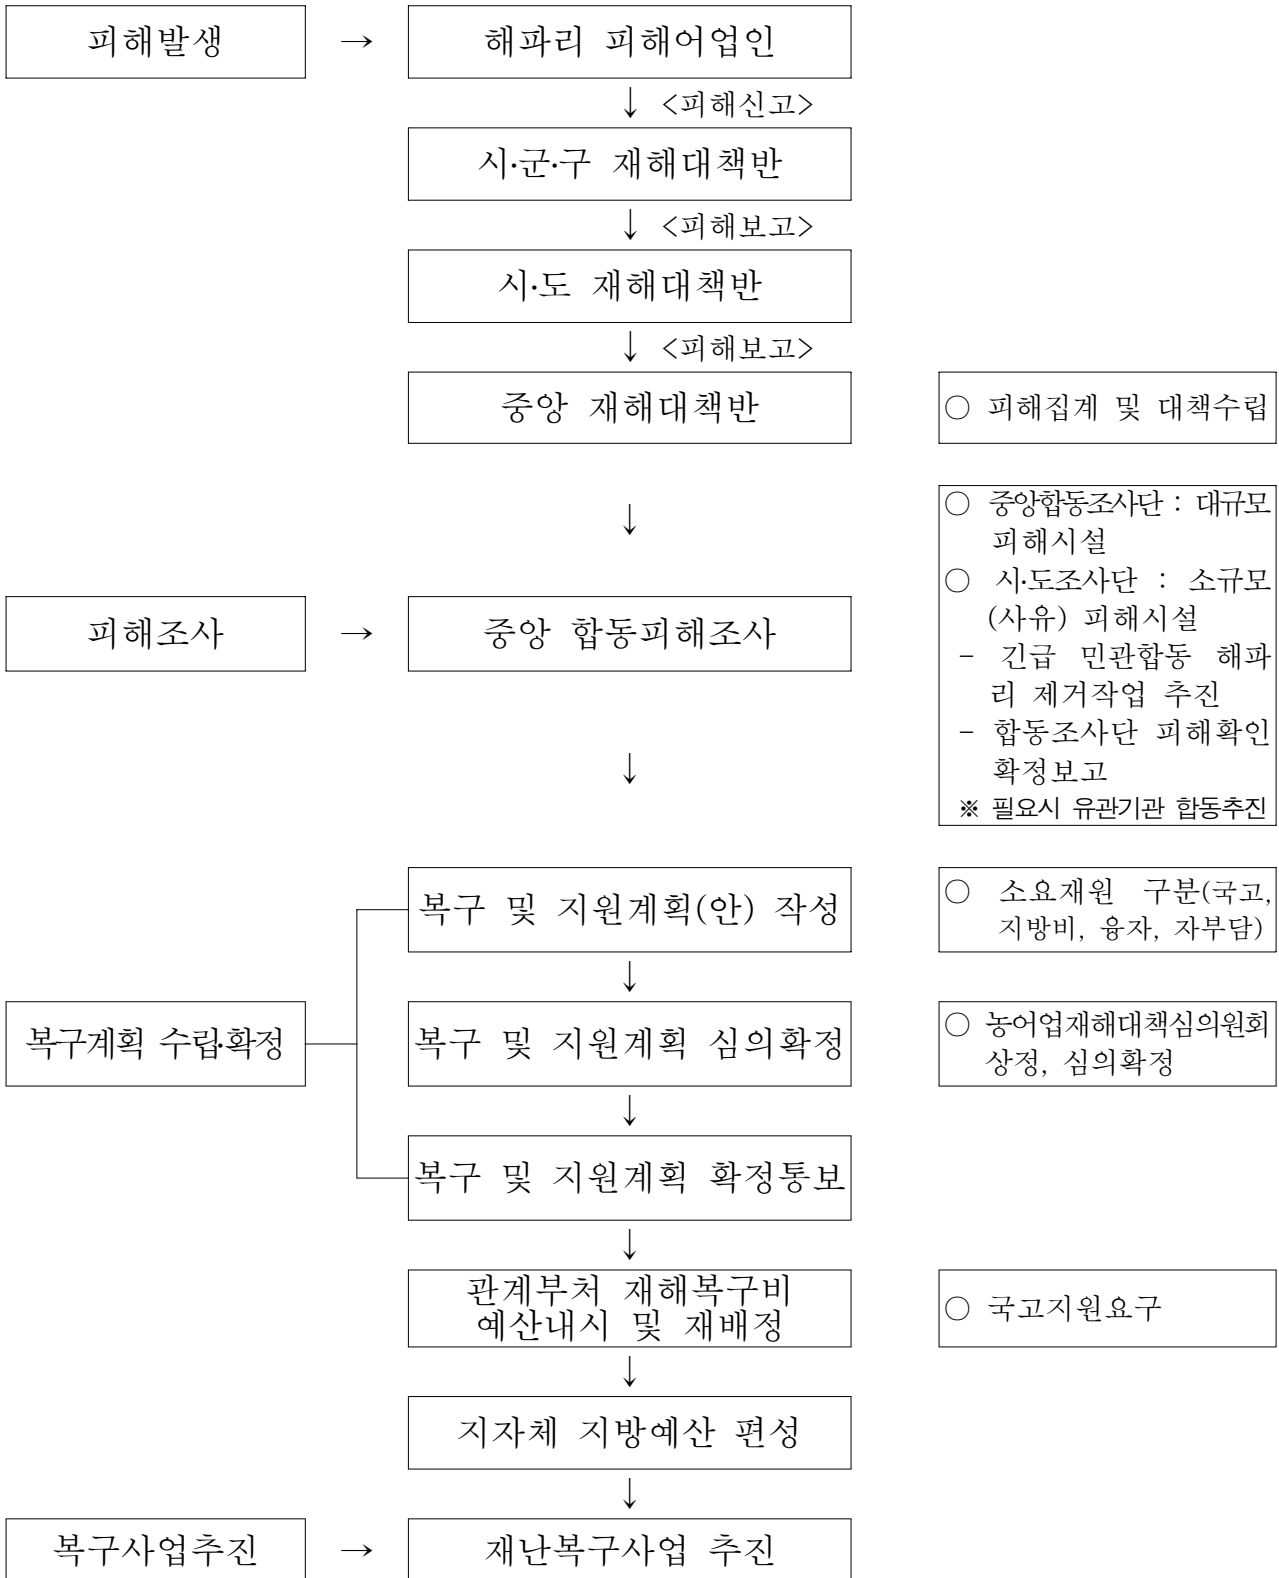 피해발생 → 해파리 피해어업인
↓ <피해신고>
시·군·구 재해대책반
↓ <피해보고>
시·도 재해대책반
↓ <피해보고>
중앙 재해대책반
○ 피해집계 및 대책수립
↓
○ 중앙합동조사단 : 대규모
피해시설
○ 시·도조사단 : 소규모
(사유) 피해시설
- 긴급 민관합동 해파
리 제거작업 추진
- 합동조사단 피해확인
확정보고
※ 필요시 유관기관 합동추진
피해조사 → 중앙 합동피해조사
↓
복구계획 수립·확정
복구 및 지원계획(안) 작성
○ 소요재원 구분(국고,
지방비, 융자, 자부담)
↓
복구 및 지원계획 심의확정
○ 농어업재해대책심의원회
상정, 심의확정
↓
복구 및 지원계획 확정통보
↓
관계부처 재해복구비
예산내시 및 재배정
○ 국고지원요구
↓
지자체 지방예산 편성
↓
복구사업추진 → 재난복구사업 추진